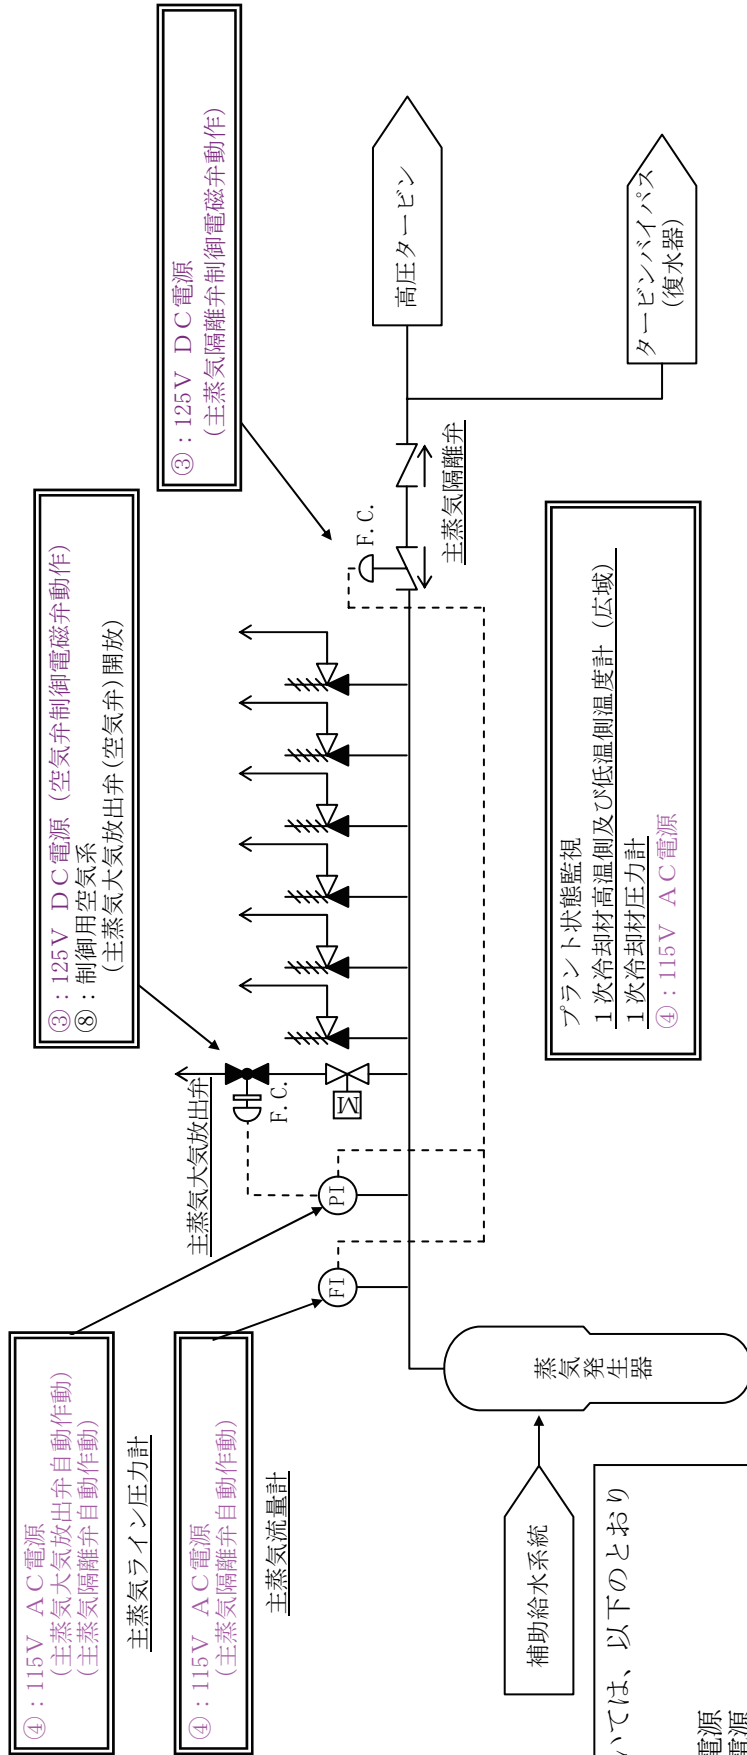 ④：115V AC電源
(主蒸気大気放出弁自動作動)
(主蒸気隔離弁自動作動)
主蒸気ライン圧力計
④：115V AC電源
(主蒸気隔離弁自動作動)
主蒸気流量計
③：125V DC電源（空気弁制御電磁弁動作)
⑧：制御用空気系
(主蒸気大気放出弁(空気弁)開放)
③：125V DC電源
(主蒸気隔離弁制御電磁弁動作)
主蒸気大気放出弁
F.C.
M
PI
FI
F.C.
主蒸気隔離弁
高圧タービン
タービンバイパス
(復水器)
蒸気発生器
補助給水系統
プラント状態監視
１次冷却材高温側及び低温側温度計（広域）
１次冷却材圧力計
④：115V AC電源
いては、以下のとおり
電源
電源